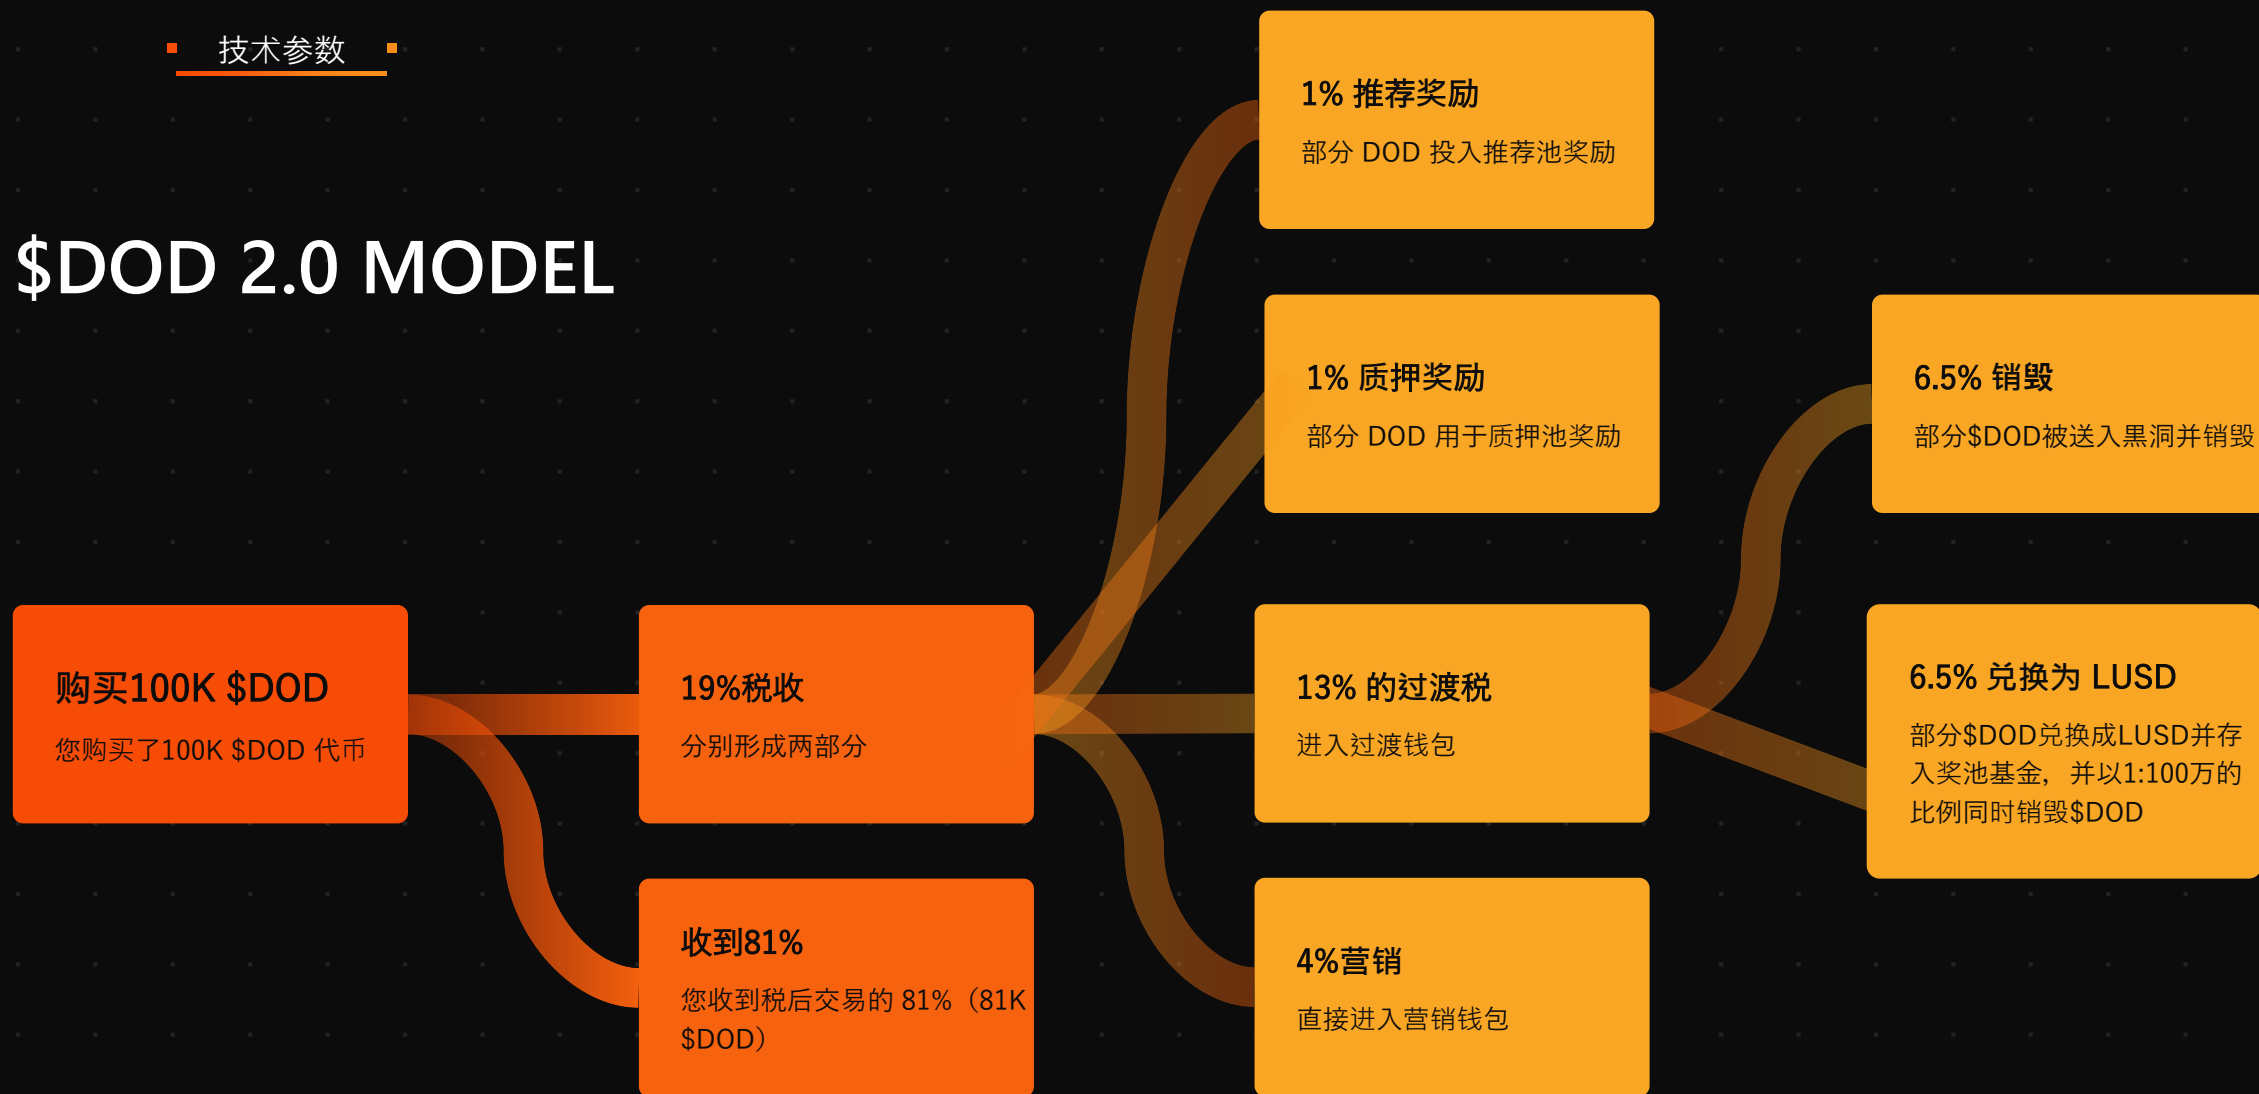 技术参数
$DOD 2.0 MODEL
1% 推荐奖励
部分 DOD 投入推荐池奖励
1% 质押奖励
部分 DOD 用于质押池奖励
6.5% 销毁
部分$DOD被送入黒洞并销毁
购买100K $DOD
您购买了100K $DOD 代币
19%税收
分别形成两部分
13% 的过渡税
进入过渡钱包
6.5% 兑换为 LUSD
部分$DOD兑换成LUSD并存
入奖池基金，并以1:100万的
比例同时销毁$DOD
收到81%
您收到税后交易的 81%（81K
$DOD）
4%营销
直接进入营销钱包